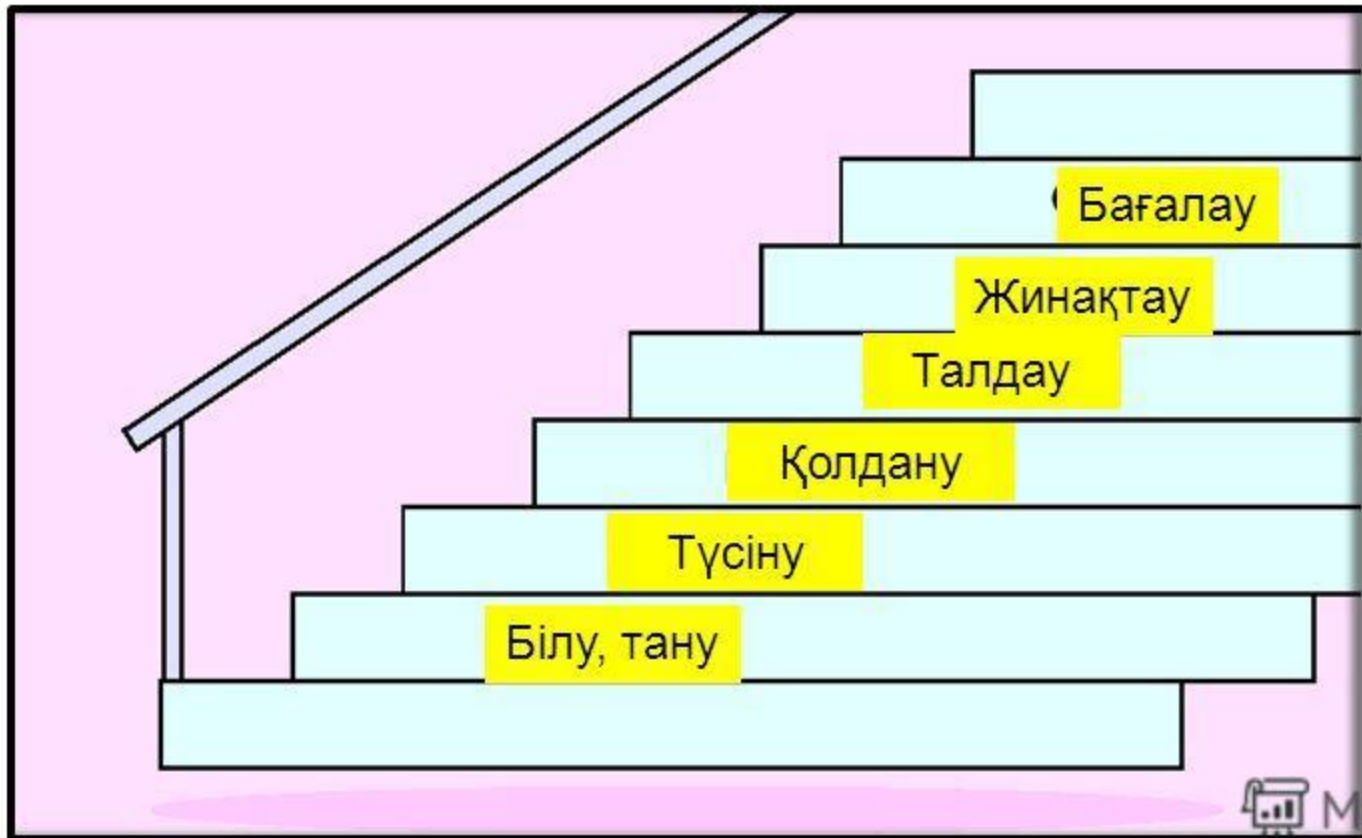 Бағалау
Жинақтау
Талдау
Қолдану
Түсіну
Білу, тану
М